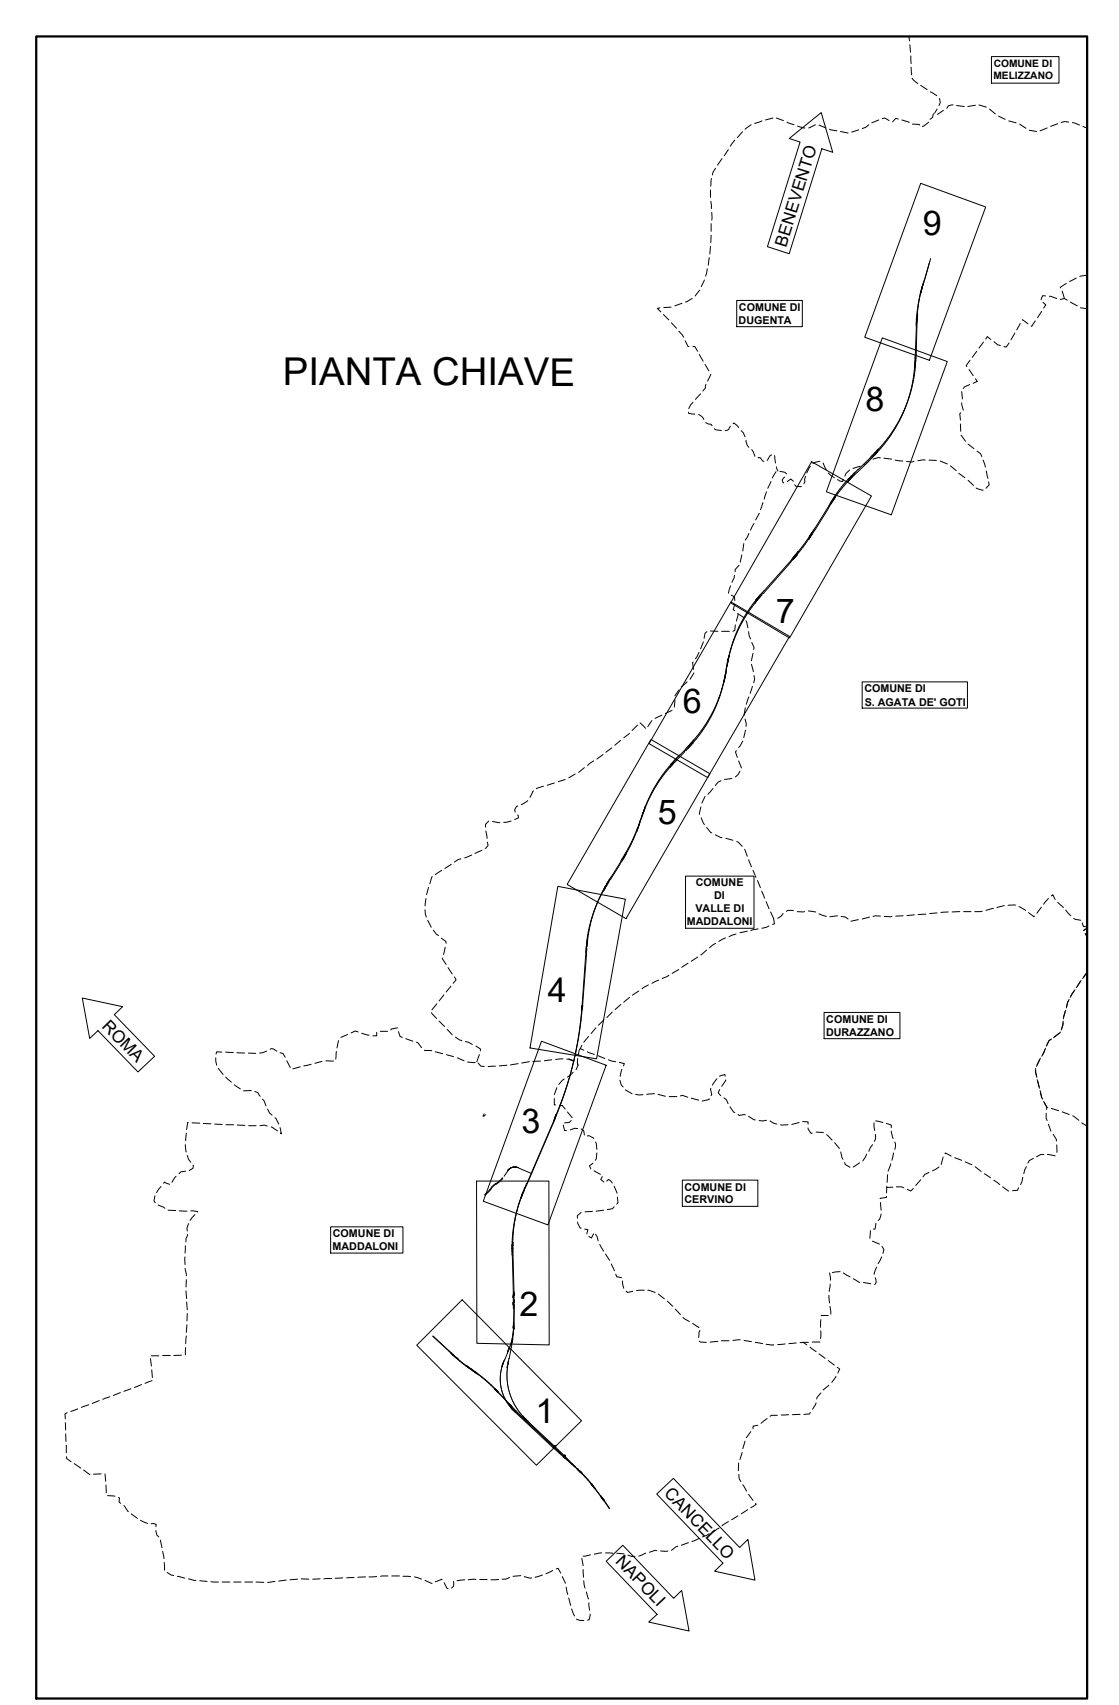 COMUNE DI
MELIZZANO
BENEVENTO
9
COMUNE DI
DUGENTA
PIANTA CHIAVE
8
7
COMUNE DI
S. AGATA DE' GOTI
6
5
COMUNE
DI
VALLE DI
MADDALONI
4
ROMA
COMUNE DI
DURAZZANO
3
COMUNE DI
CERVINO
COMUNE DI
MADDALONI
2
1
CANCELLO
NAPOLI